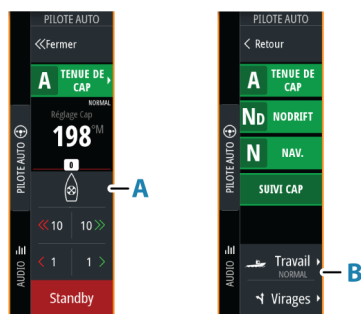 PILOTE AUTO
Fermer
A TENUE DE
CAP
NORMAL
Réglage Cap
198°M
0
A
10 10
1 1
Standby
PILOTE AUTO
AUDIO
PILOTE AUTO
Retour
A TENUE DE
CAP
ND NODRIFT
N NAV.
SUIVI CAP
Travail
NORMAL
B
Virages
PILOTE AUTO
AUDIO